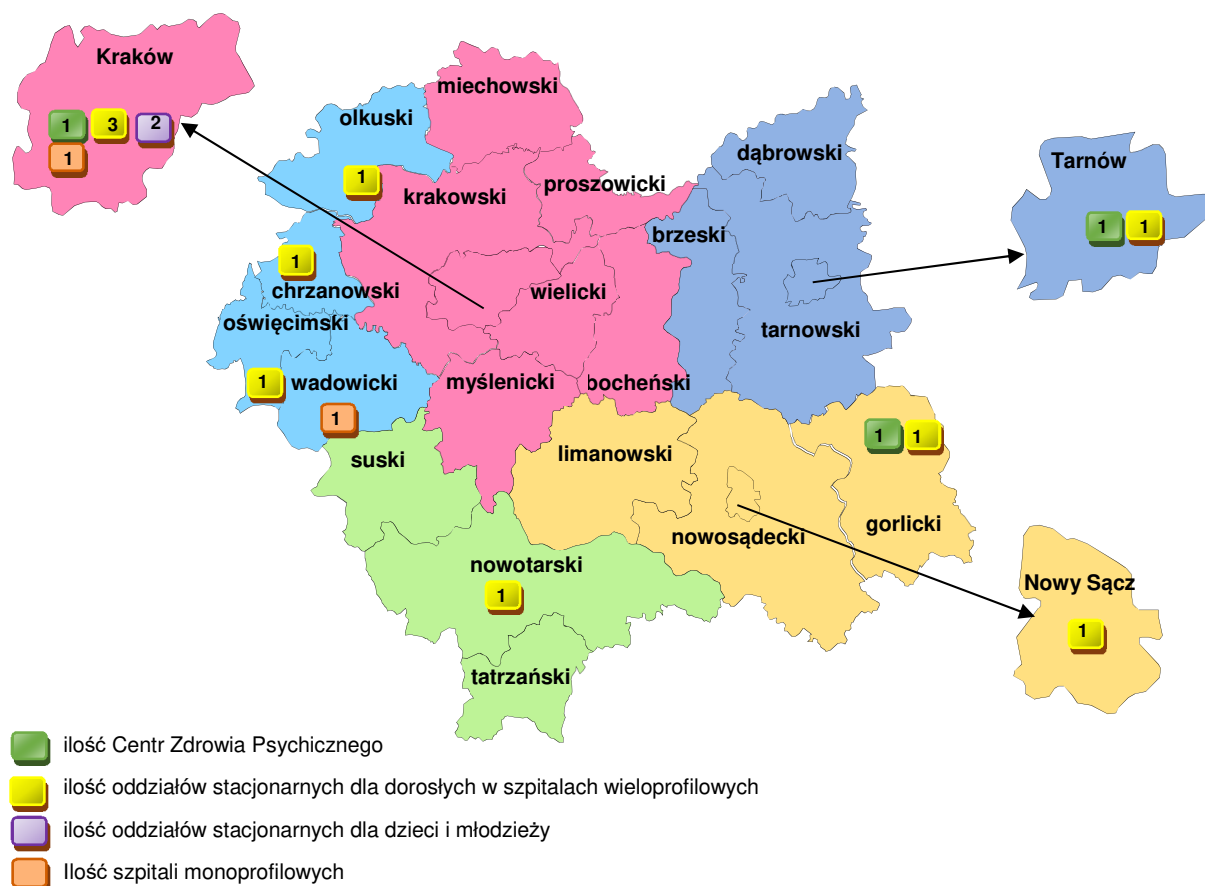 Kraków
1
3
2
1
miechowski
olkuski
1
dąbrowski
Tarnów
1
1
krakowski
proszowicki
brzeski
1
chrzanowski
wielicki
oświęcimski
tarnowski
1
wadowicki
myślenicki
bocheński
1
suski
limanowski
1
1
gorlicki
nowosądecki
nowotarski
1
Nowy Sącz
1
tatrzański
ilość Centr Zdrowia Psychicznego
ilość oddziałów stacjonarnych dla dorosłych w szpitalach wieloprofilowych
ilość oddziałów stacjonarnych dla dzieci i młodzieży
Ilość szpitali monoprofilowych